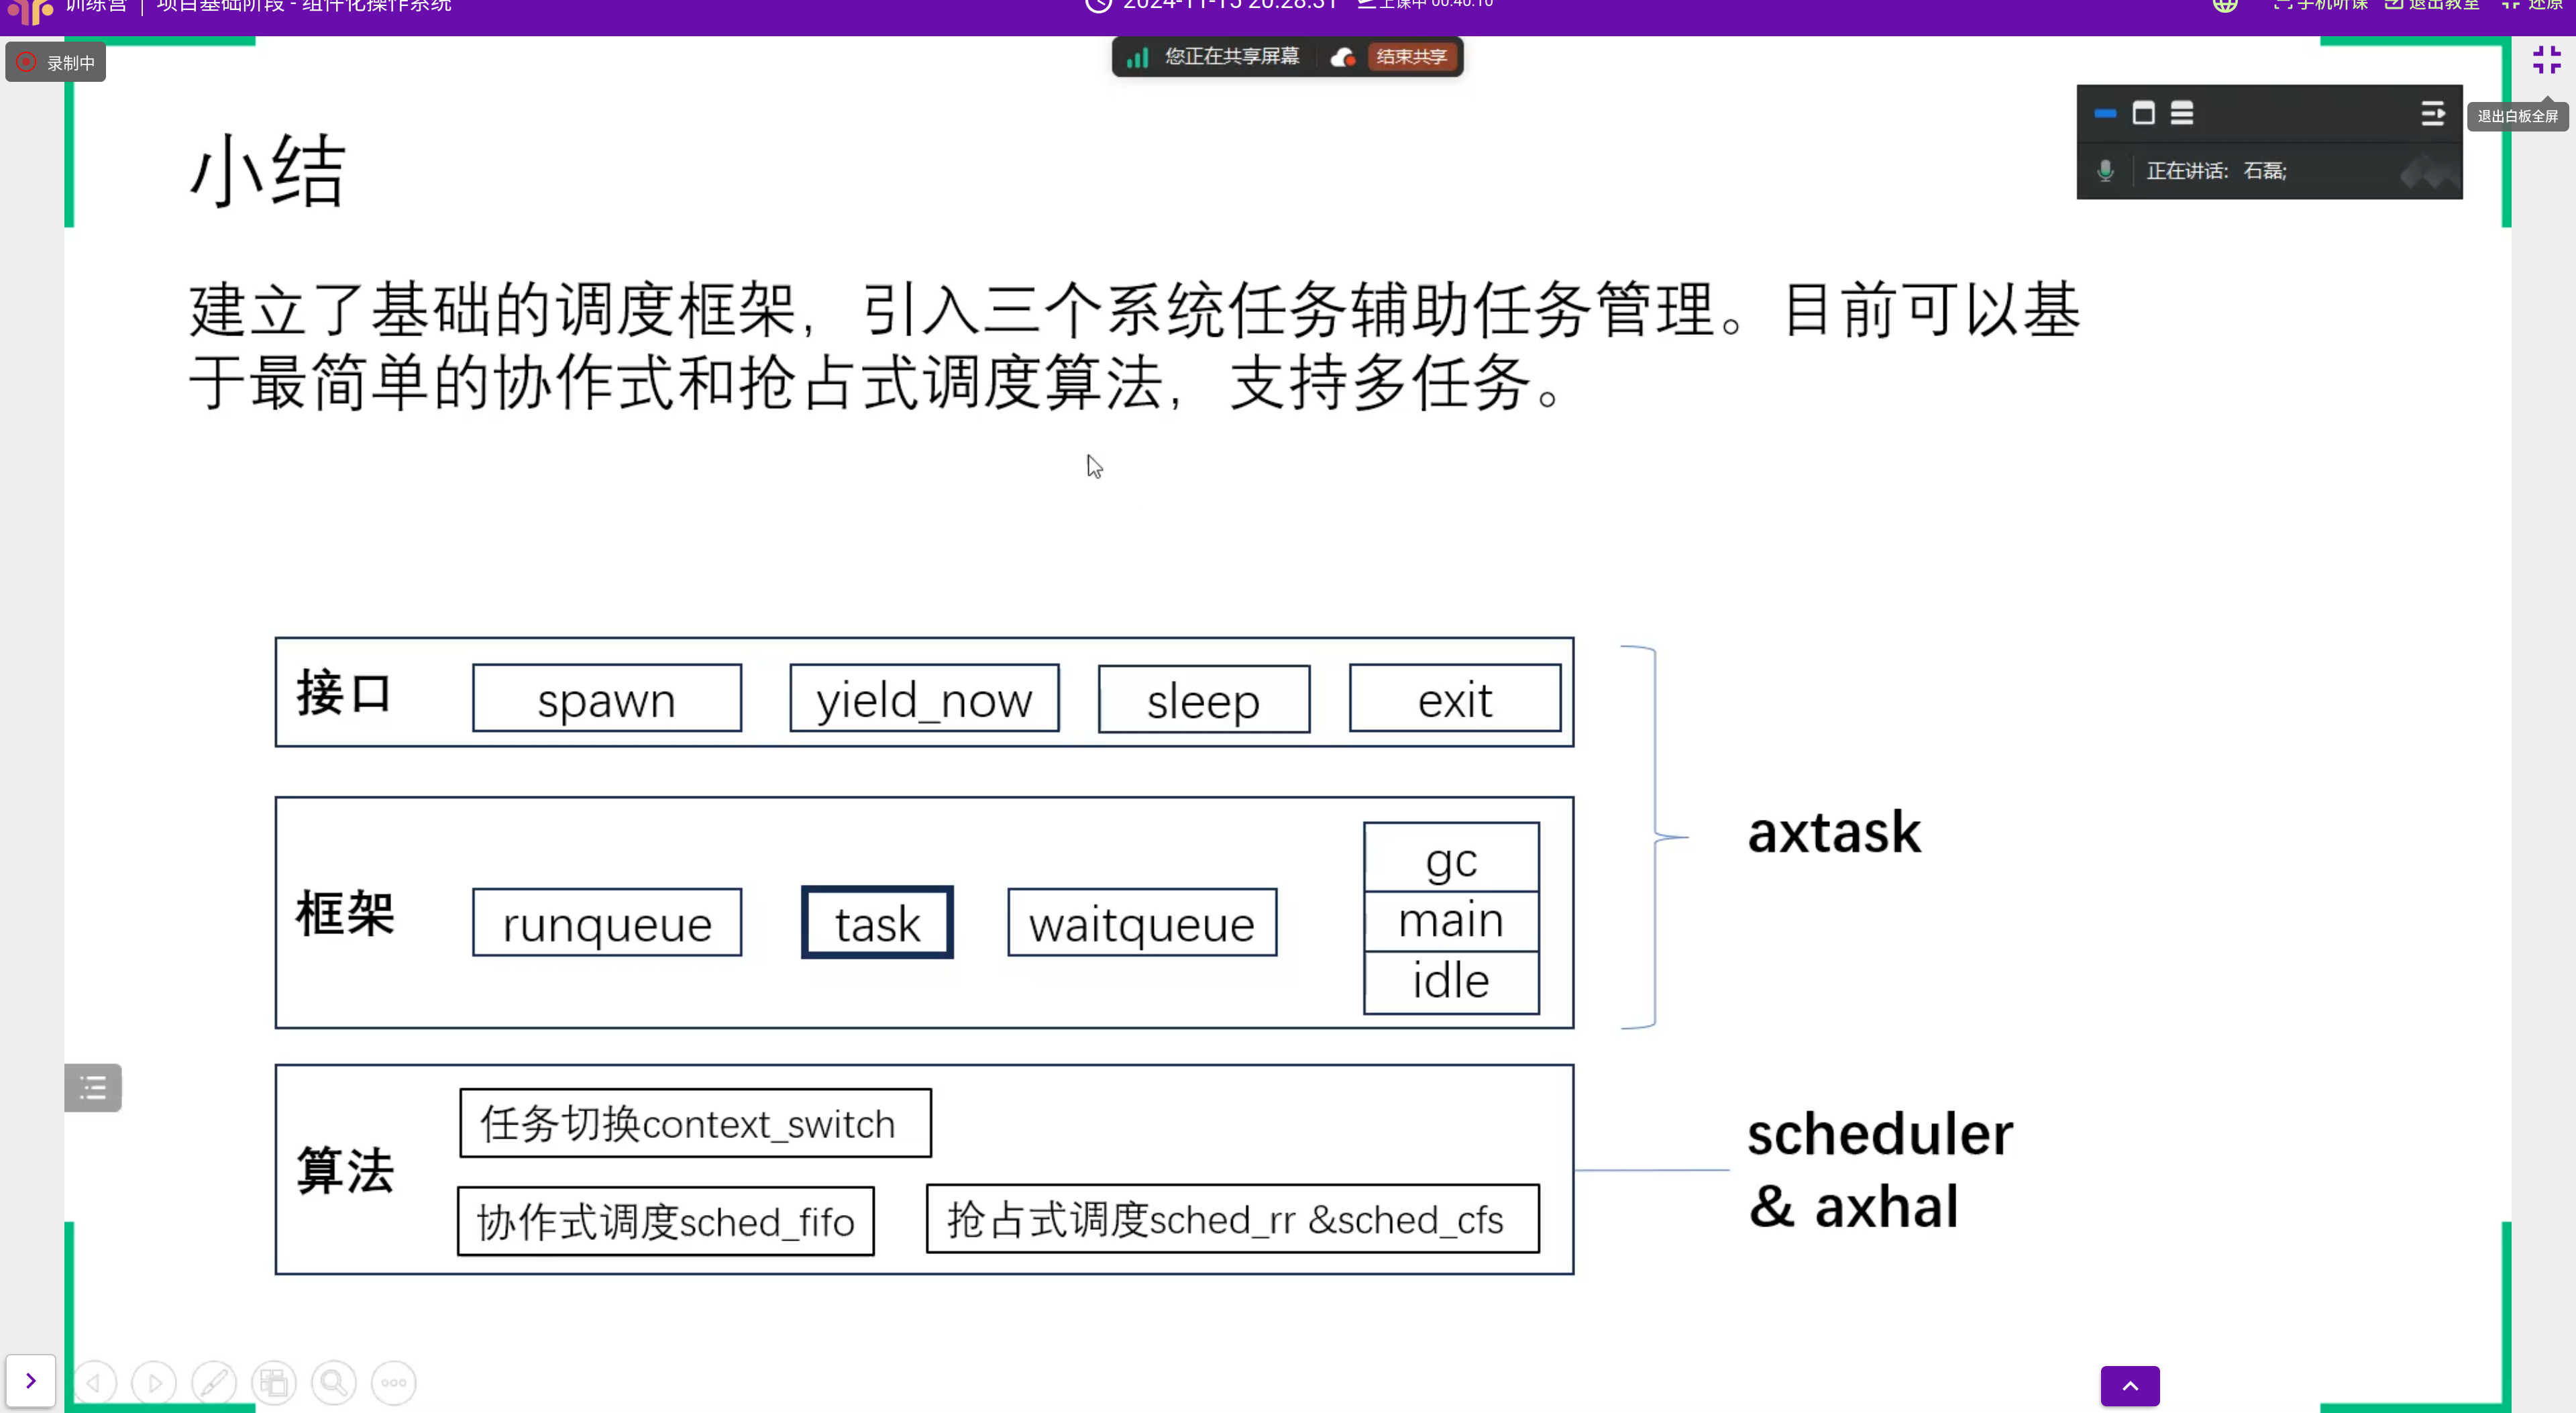 训练营 | 项目基础阶段 - 组件化操作系统
2024-11-15 20:28:31
上课中 00:40:10
手机听课
退出教室
还原
录制中
您正在共享屏幕
结束共享
退出白板全屏
正在讲话: 石磊;
小结
建立了基础的调度框架，引入三个系统任务辅助任务管理。目前可以基
于最简单的协作式和抢占式调度算法，支持多任务。
接口
spawn
yield_now
sleep
exit
axtask
框架
runqueue
task
waitqueue
gc
main
idle
算法
任务切换context_switch
协作式调度sched_fifo
抢占式调度sched_rr &sched_cfs
scheduler
& axhal